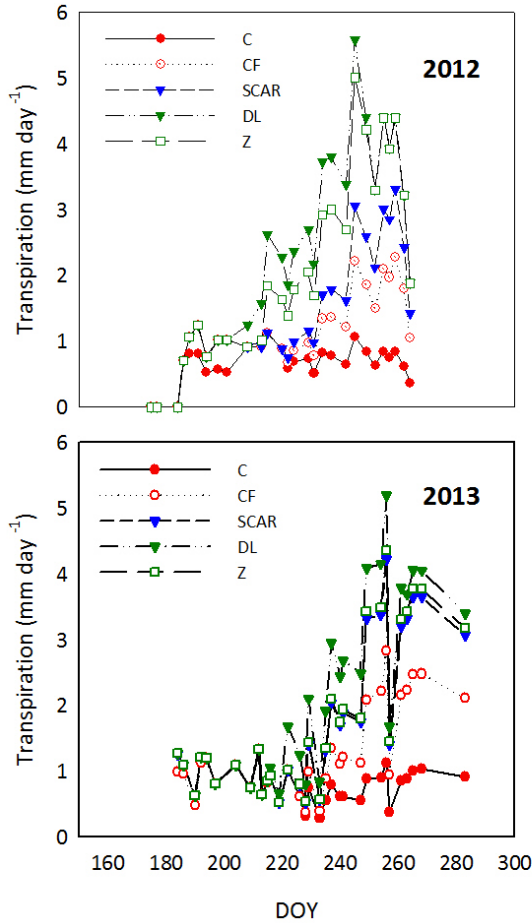 6
5
4
3
2
1
0
Transpiration (mm day -1)
C
CF
SCAR
DL
Z
2012
6
5
4
3
2
1
0
Transpiration (mm day -1)
C
CF
SCAR
DL
Z
2013
160 180 200 220 240 260 280 300
DOY